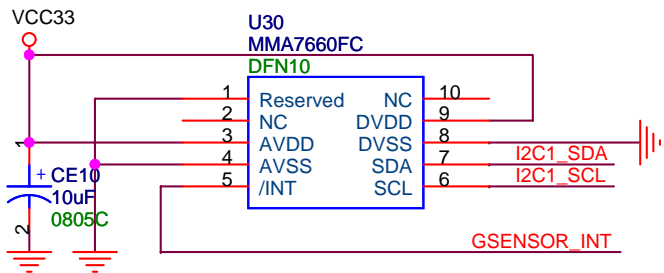 VCC33
U30
MMA7660FC
DFN10
1 Reserved NC 10
2 NC DVDD 9
3 AVDD DVSS 8
4 AVSS SDA 7 I2C1_SDA
5 /INT SCL 6 I2C1_SCL
1
+ CE10
10uF
0805C
2
GSENSOR_INT